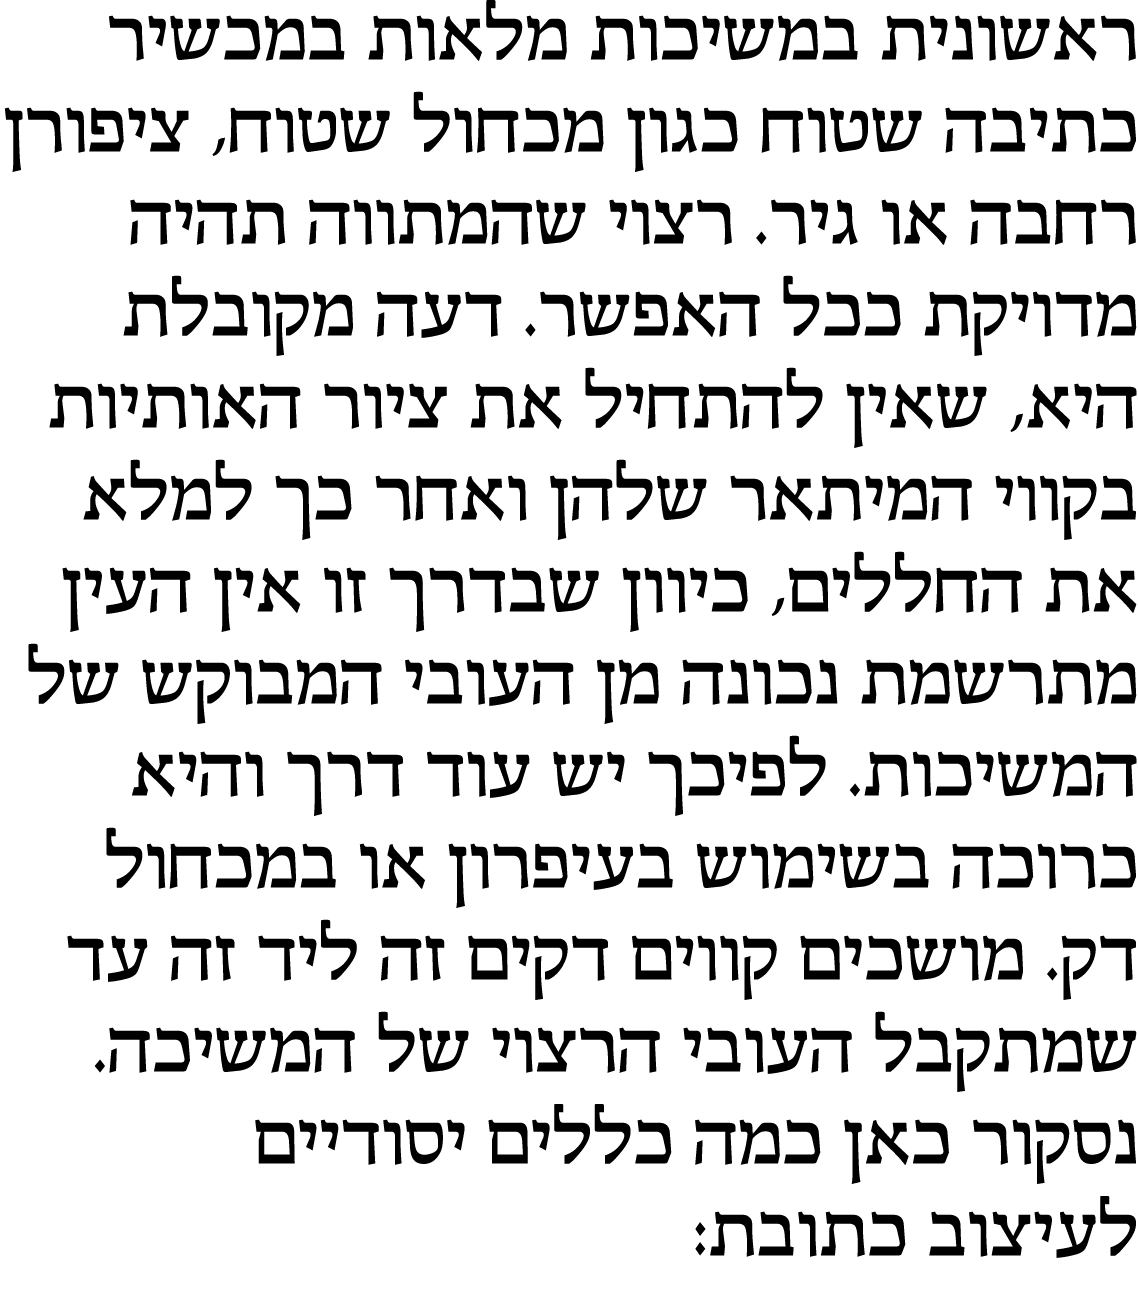 ראשונית במשיכות מלאות במכשיר
כתיבה שטוח כגון מכחול שטוח, ציפורן
רחבה או גיר. רצוי שהמתווה תהיה
מדויקת ככל האפשר. דעה מקובלת
היא, שאין להתחיל את ציור האותיות
בקווי המיתאר שלהן ואחר כך למלא
את החללים, כיוון שבדרך זו אין העין
מתרשמת נכונה מן העובי המבוקש של
המשיכות. לפיכך יש עוד דרך והיא
כרוכה בשימוש בעיפרון או במכחול
דק. מושכים קווים דקים זה ליד זה עד
שמתקבל העובי הרצוי של המשיכה.
נסקור כאן כמה כללים יסודיים
לעיצוב כתובת: